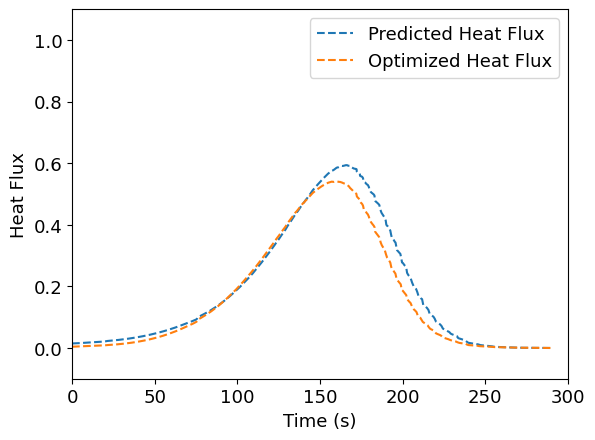 Predicted Heat Flux
Optimized Heat Flux
1.0
0.8
0.6
0.4
0.2
0.0
Heat Flux
0 50 100 150 200 250 300
Time (s)